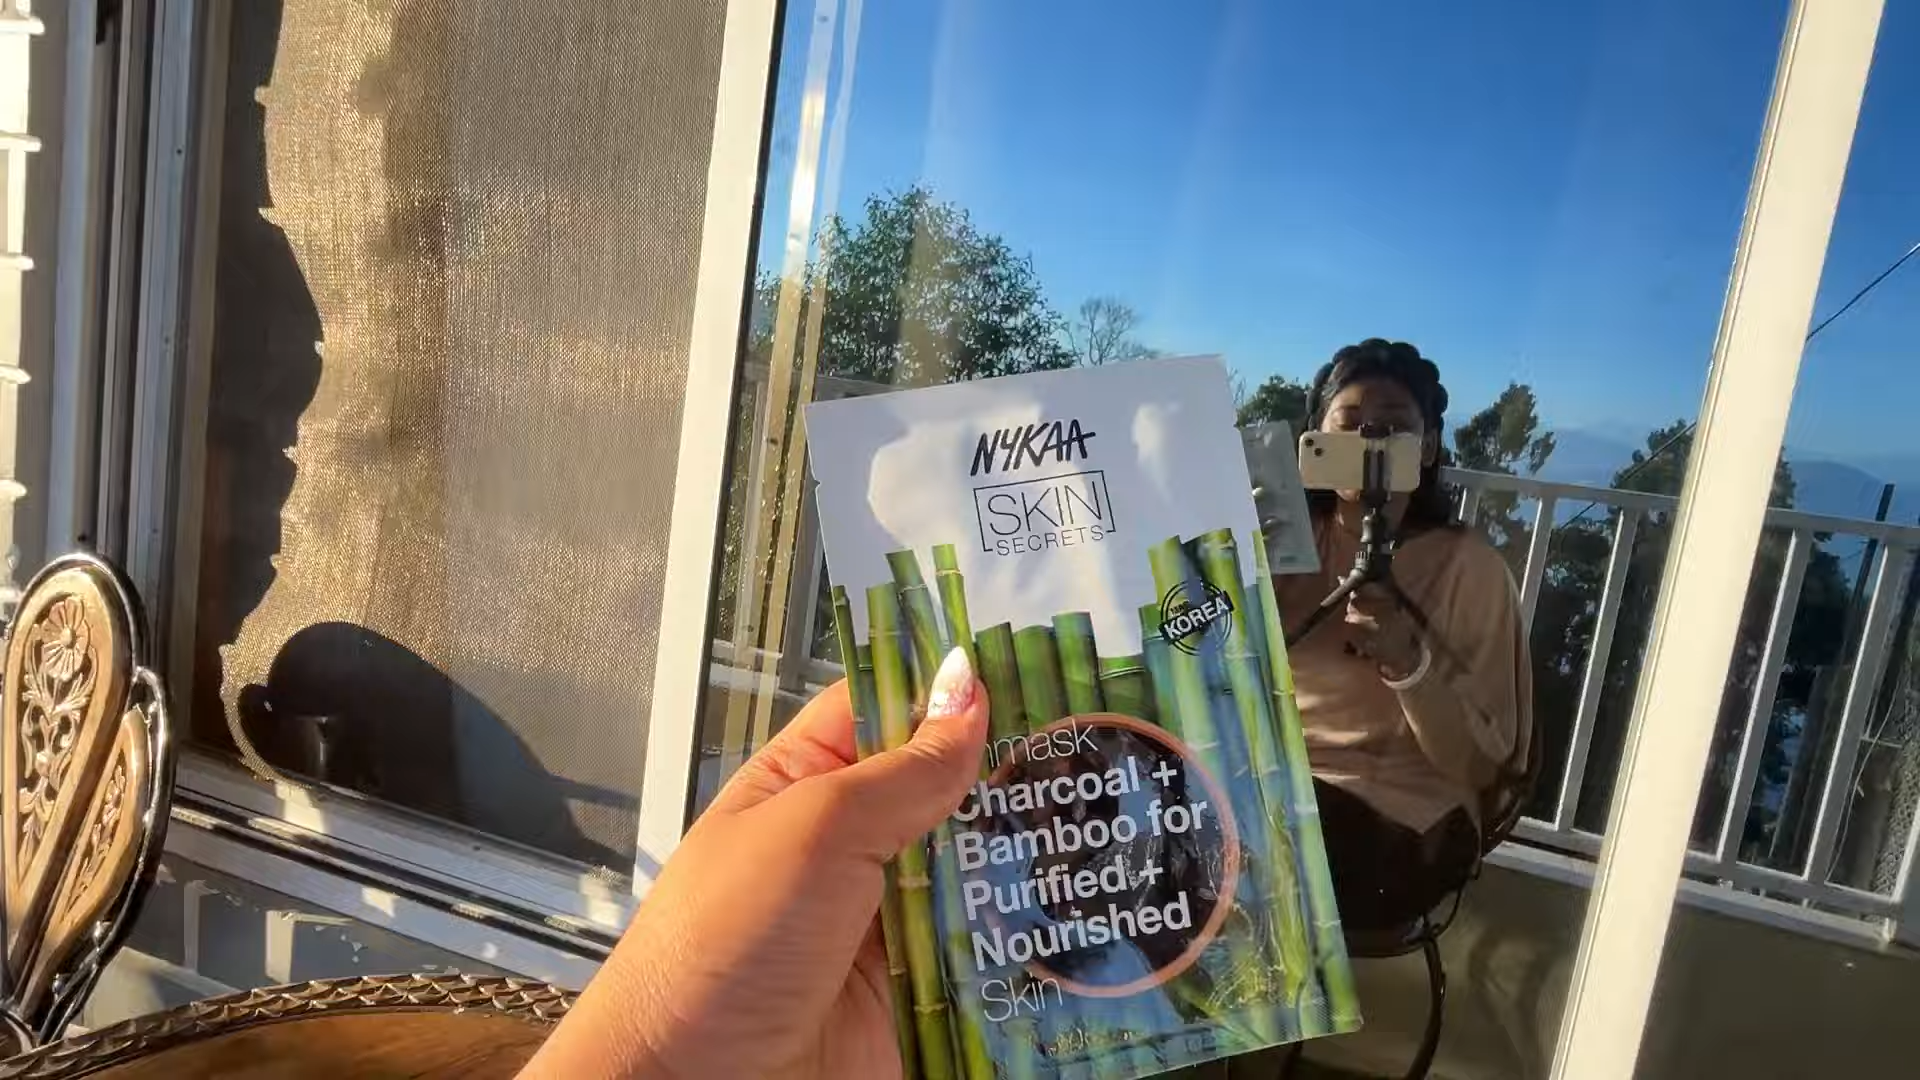 NYKAA
SKIN
SECRETS
KOREA
mask
Charcoal +
Bamboo for
Purified +
Nourished
Skin